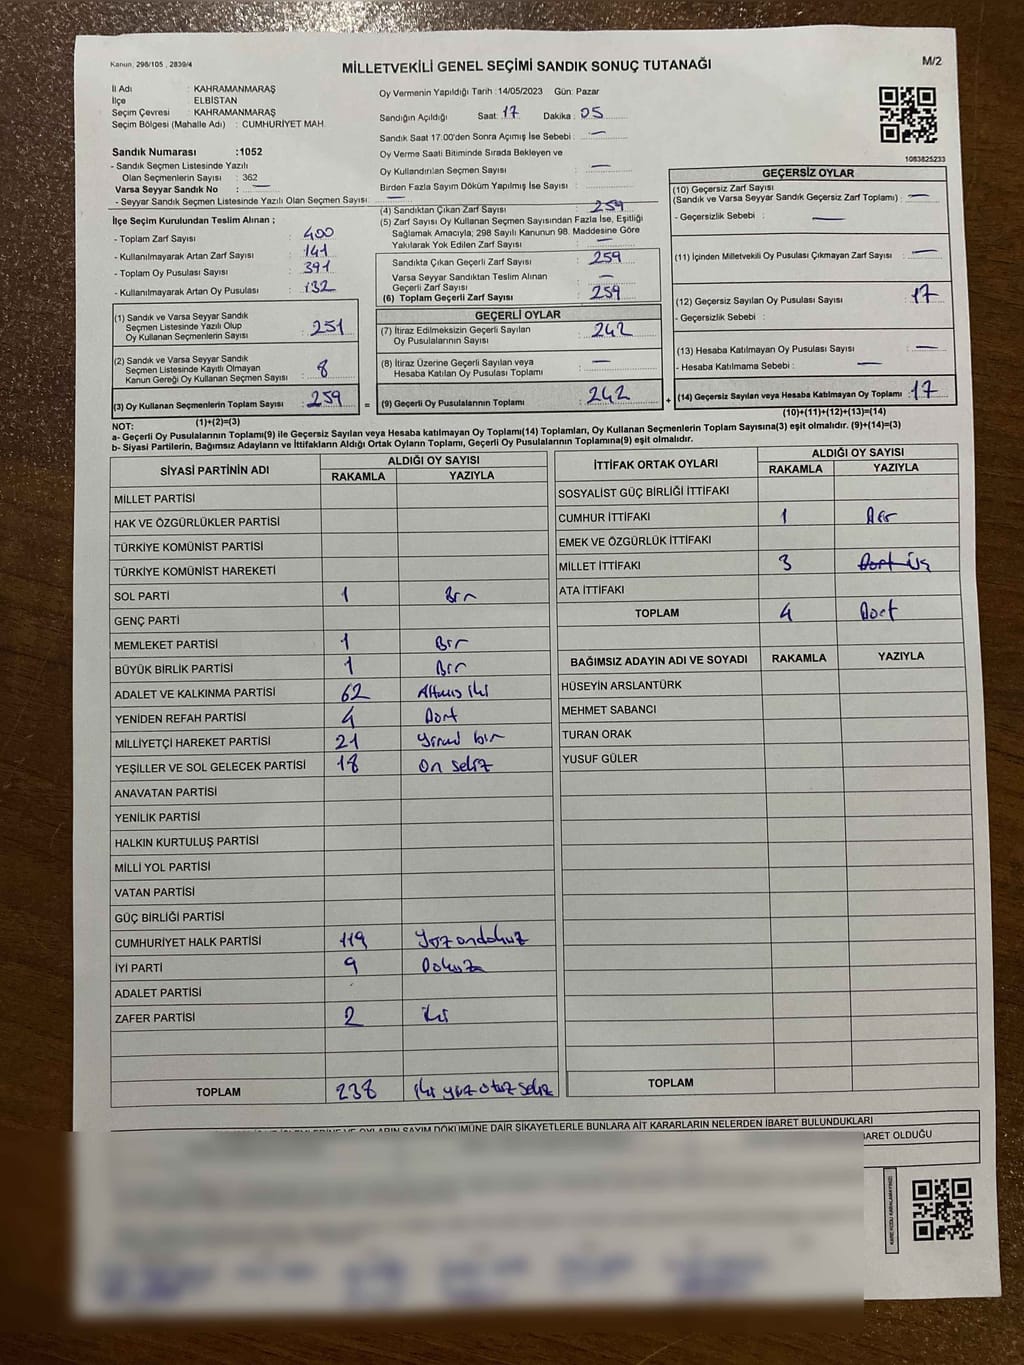 Kanun, 298/105 , 2839/4
MİLLETVEKİLİ GENEL SEÇİMİ SANDIK SONUÇ TUTANAĞI
M/2
İl Adı : KAHRAMANMARAŞ
İlçe : ELBİSTAN
Seçim Çevresi : KAHRAMANMARAŞ
Seçim Bölgesi (Mahalle Adı) : CUMHURİYET MAH.
Sandık Numarası :1052
- Sandık Seçmen Listesinde Yazılı
Olan Seçmenlerin Sayısı : 362
Varsa Seyyar Sandık No : —
- Seyyar Sandık Seçmen Listesinde Yazılı Olan Seçmen Sayısı : —
Oy Vermenin Yapıldığı Tarih :14/05/2023 Gün: Pazar
Sandığın Açıldığı Saat : 17 Dakika : 05
Sandık Saat 17.00'den Sonra Açımış İse Sebebi : —
Oy Verme Saati Bitiminde Sırada Bekleyen ve
Oy Kullandırılan Seçmen Sayısı : —
Birden Fazla Sayım Döküm Yapılmış İse Sayısı :
1083825233
İlçe Seçim Kurulundan Teslim Alınan ;
- Toplam Zarf Sayısı : 400
- Kullanılmayarak Artan Zarf Sayısı : 141
- Toplam Oy Pusulası Sayısı : 391
- Kullanılmayarak Artan Oy Pusulası : 132
(4) Sandıktan Çıkan Zarf Sayısı : 259
(5) Zarf Sayısı Oy Kullanan Seçmen Sayısından Fazla İse, Eşitliği
Sağlamak Amacıyla; 298 Sayılı Kanunun 98. Maddesine Göre
Yakılarak Yok Edilen Zarf Sayısı : —
Sandıkta Çıkan Geçerli Zarf Sayısı : 259
Varsa Seyyar Sandıktan Teslim Alınan
Geçerli Zarf Sayısı : —
(6) Toplam Geçerli Zarf Sayısı : 259
GEÇERSİZ OYLAR
(10) Geçersiz Zarf Sayısı
(Sandık ve Varsa Seyyar Sandık Geçersiz Zarf Toplamı) : —
- Geçersizlik Sebebi : —
(11) İçinden Milletvekili Oy Pusulası Çıkmayan Zarf Sayısı : —
(12) Geçersiz Sayılan Oy Pusulası Sayısı : 17
- Geçersizlik Sebebi :
(13) Hesaba Katılmayan Oy Pusulası Sayısı : —
- Hesaba Katılmama Sebebi : —
(14) Geçersiz Sayılan veya Hesaba Katılmayan Oy Toplamı : 17
(10)+(11)+(12)+(13)=(14)
(1) Sandık ve Varsa Seyyar Sandık
Seçmen Listesinde Yazılı Olup
Oy Kullanan Seçmenlerin Sayısı : 251
(2) Sandık ve Varsa Seyyar Sandık
Seçmen Listesinde Kayıtlı Olmayan
Kanun Gereği Oy Kullanan Seçmen Sayısı : 8
(3) Oy Kullanan Seçmenlerin Toplam Sayısı : 259
(1)+(2)=(3)
=
GEÇERLİ OYLAR
(7) İtiraz Edilmeksizin Geçerli Sayılan
Oy Pusulalarının Sayısı : 242
(8) İtiraz Üzerine Geçerli Sayılan veya
Hesaba Katılan Oy Pusulası Toplamı : —
(9) Geçerli Oy Pusulalarının Toplamı : 242
+
NOT:
a- Geçerli Oy Pusulalarının Toplamı(9) ile Geçersiz Sayılan veya Hesaba katılmayan Oy Toplamı(14) Toplamları, Oy Kullanan Seçmenlerin Toplam Sayısına(3) eşit olmalıdır. (9)+(14)=(3)
b- Siyasi Partilerin, Bağımsız Adayların ve İttifakların Aldığı Ortak Oyların Toplamı, Geçerli Oy Pusulalarının Toplamına(9) eşit olmalıdır.
SİYASİ PARTİNİN ADI ALDIĞI OY SAYISI
RAKAMLA YAZIYLA
MİLLET PARTİSİ
HAK VE ÖZGÜRLÜKLER PARTİSİ
TÜRKİYE KOMÜNİST PARTİSİ
TÜRKİYE KOMÜNİST HAREKETİ
SOL PARTİ 1 Bir
GENÇ PARTİ
MEMLEKET PARTİSİ 1 Bir
BÜYÜK BİRLİK PARTİSİ 1 Bir
ADALET VE KALKINMA PARTİSİ 62 Altmış iki
YENİDEN REFAH PARTİSİ 4 Dört
MİLLİYETÇİ HAREKET PARTİSİ 21 Yirmi bir
YEŞİLLER VE SOL GELECEK PARTİSİ 18 On sekiz
ANAVATAN PARTİSİ
YENİLİK PARTİSİ
HALKIN KURTULUŞ PARTİSİ
MİLLİ YOL PARTİSİ
VATAN PARTİSİ
GÜÇ BİRLİĞİ PARTİSİ
CUMHURİYET HALK PARTİSİ 119 Yüz ondokuz
İYİ PARTİ 9 Dokuz
ADALET PARTİSİ
ZAFER PARTİSİ 2 iki
TOPLAM 238 iki yüz otuz sekiz
İTTİFAK ORTAK OYLARI ALDIĞI OY SAYISI
RAKAMLA YAZIYLA
SOSYALİST GÜÇ BİRLİĞİ İTTİFAKI
CUMHUR İTTİFAKI 1 Bir
EMEK VE ÖZGÜRLÜK İTTİFAKI
MİLLET İTTİFAKI 3 Dört Üç
ATA İTTİFAKI
TOPLAM 4 Dört
BAĞIMSIZ ADAYIN ADI VE SOYADI RAKAMLA YAZIYLA
HÜSEYİN ARSLANTÜRK
MEHMET SABANCI
TURAN ORAK
YUSUF GÜLER
TOPLAM
OYLARIN SAYIM DÖKÜMÜNE DAİR ŞİKAYETLERLE BUNLARA AİT KARARLARIN NELERDEN İBARET BULUNDUKLARI
BARET OLDUĞU